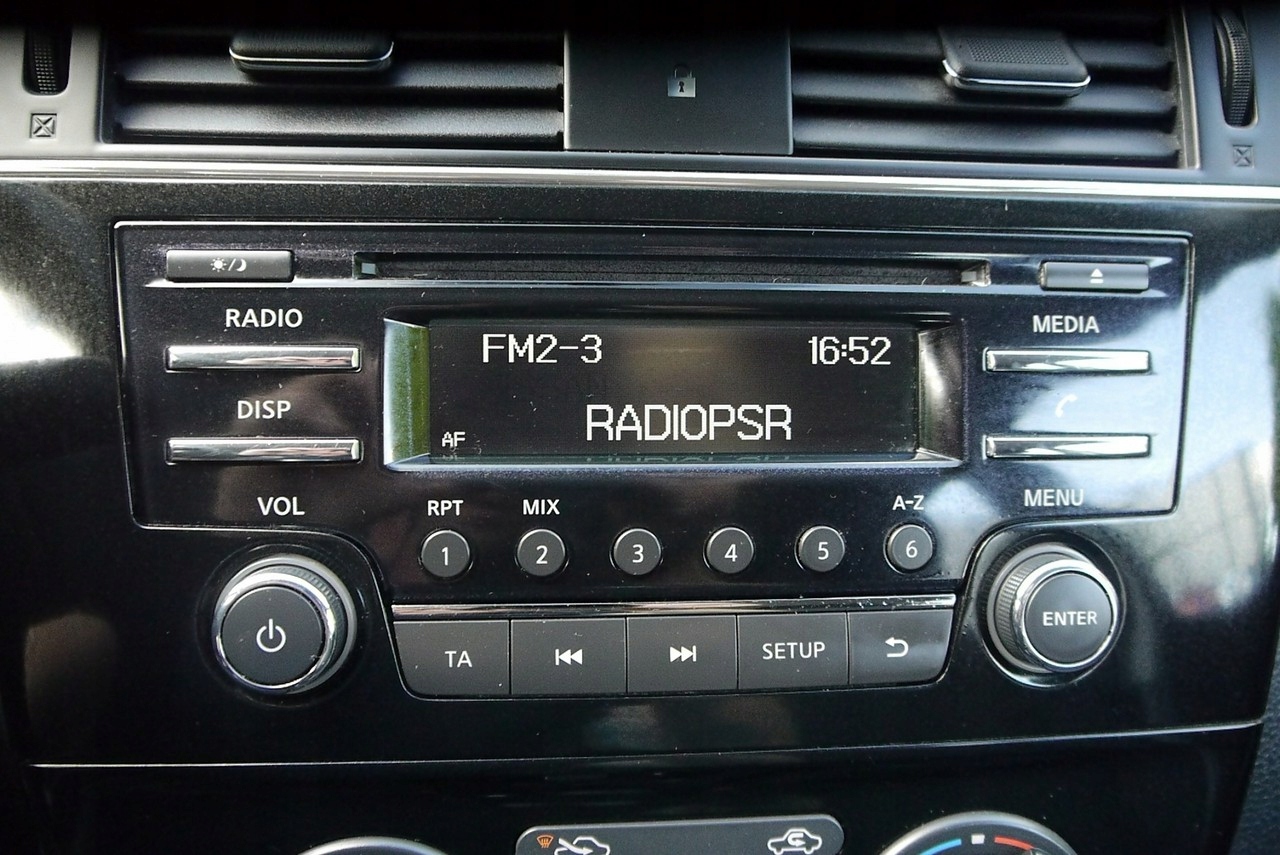 RADIO
MEDIA
FM2-3 16:52
DISP
RADIOPSR
AF
VOL
RPT
MIX
A-Z
MENU
1 2 3 4 5 6
ENTER
TA
SETUP